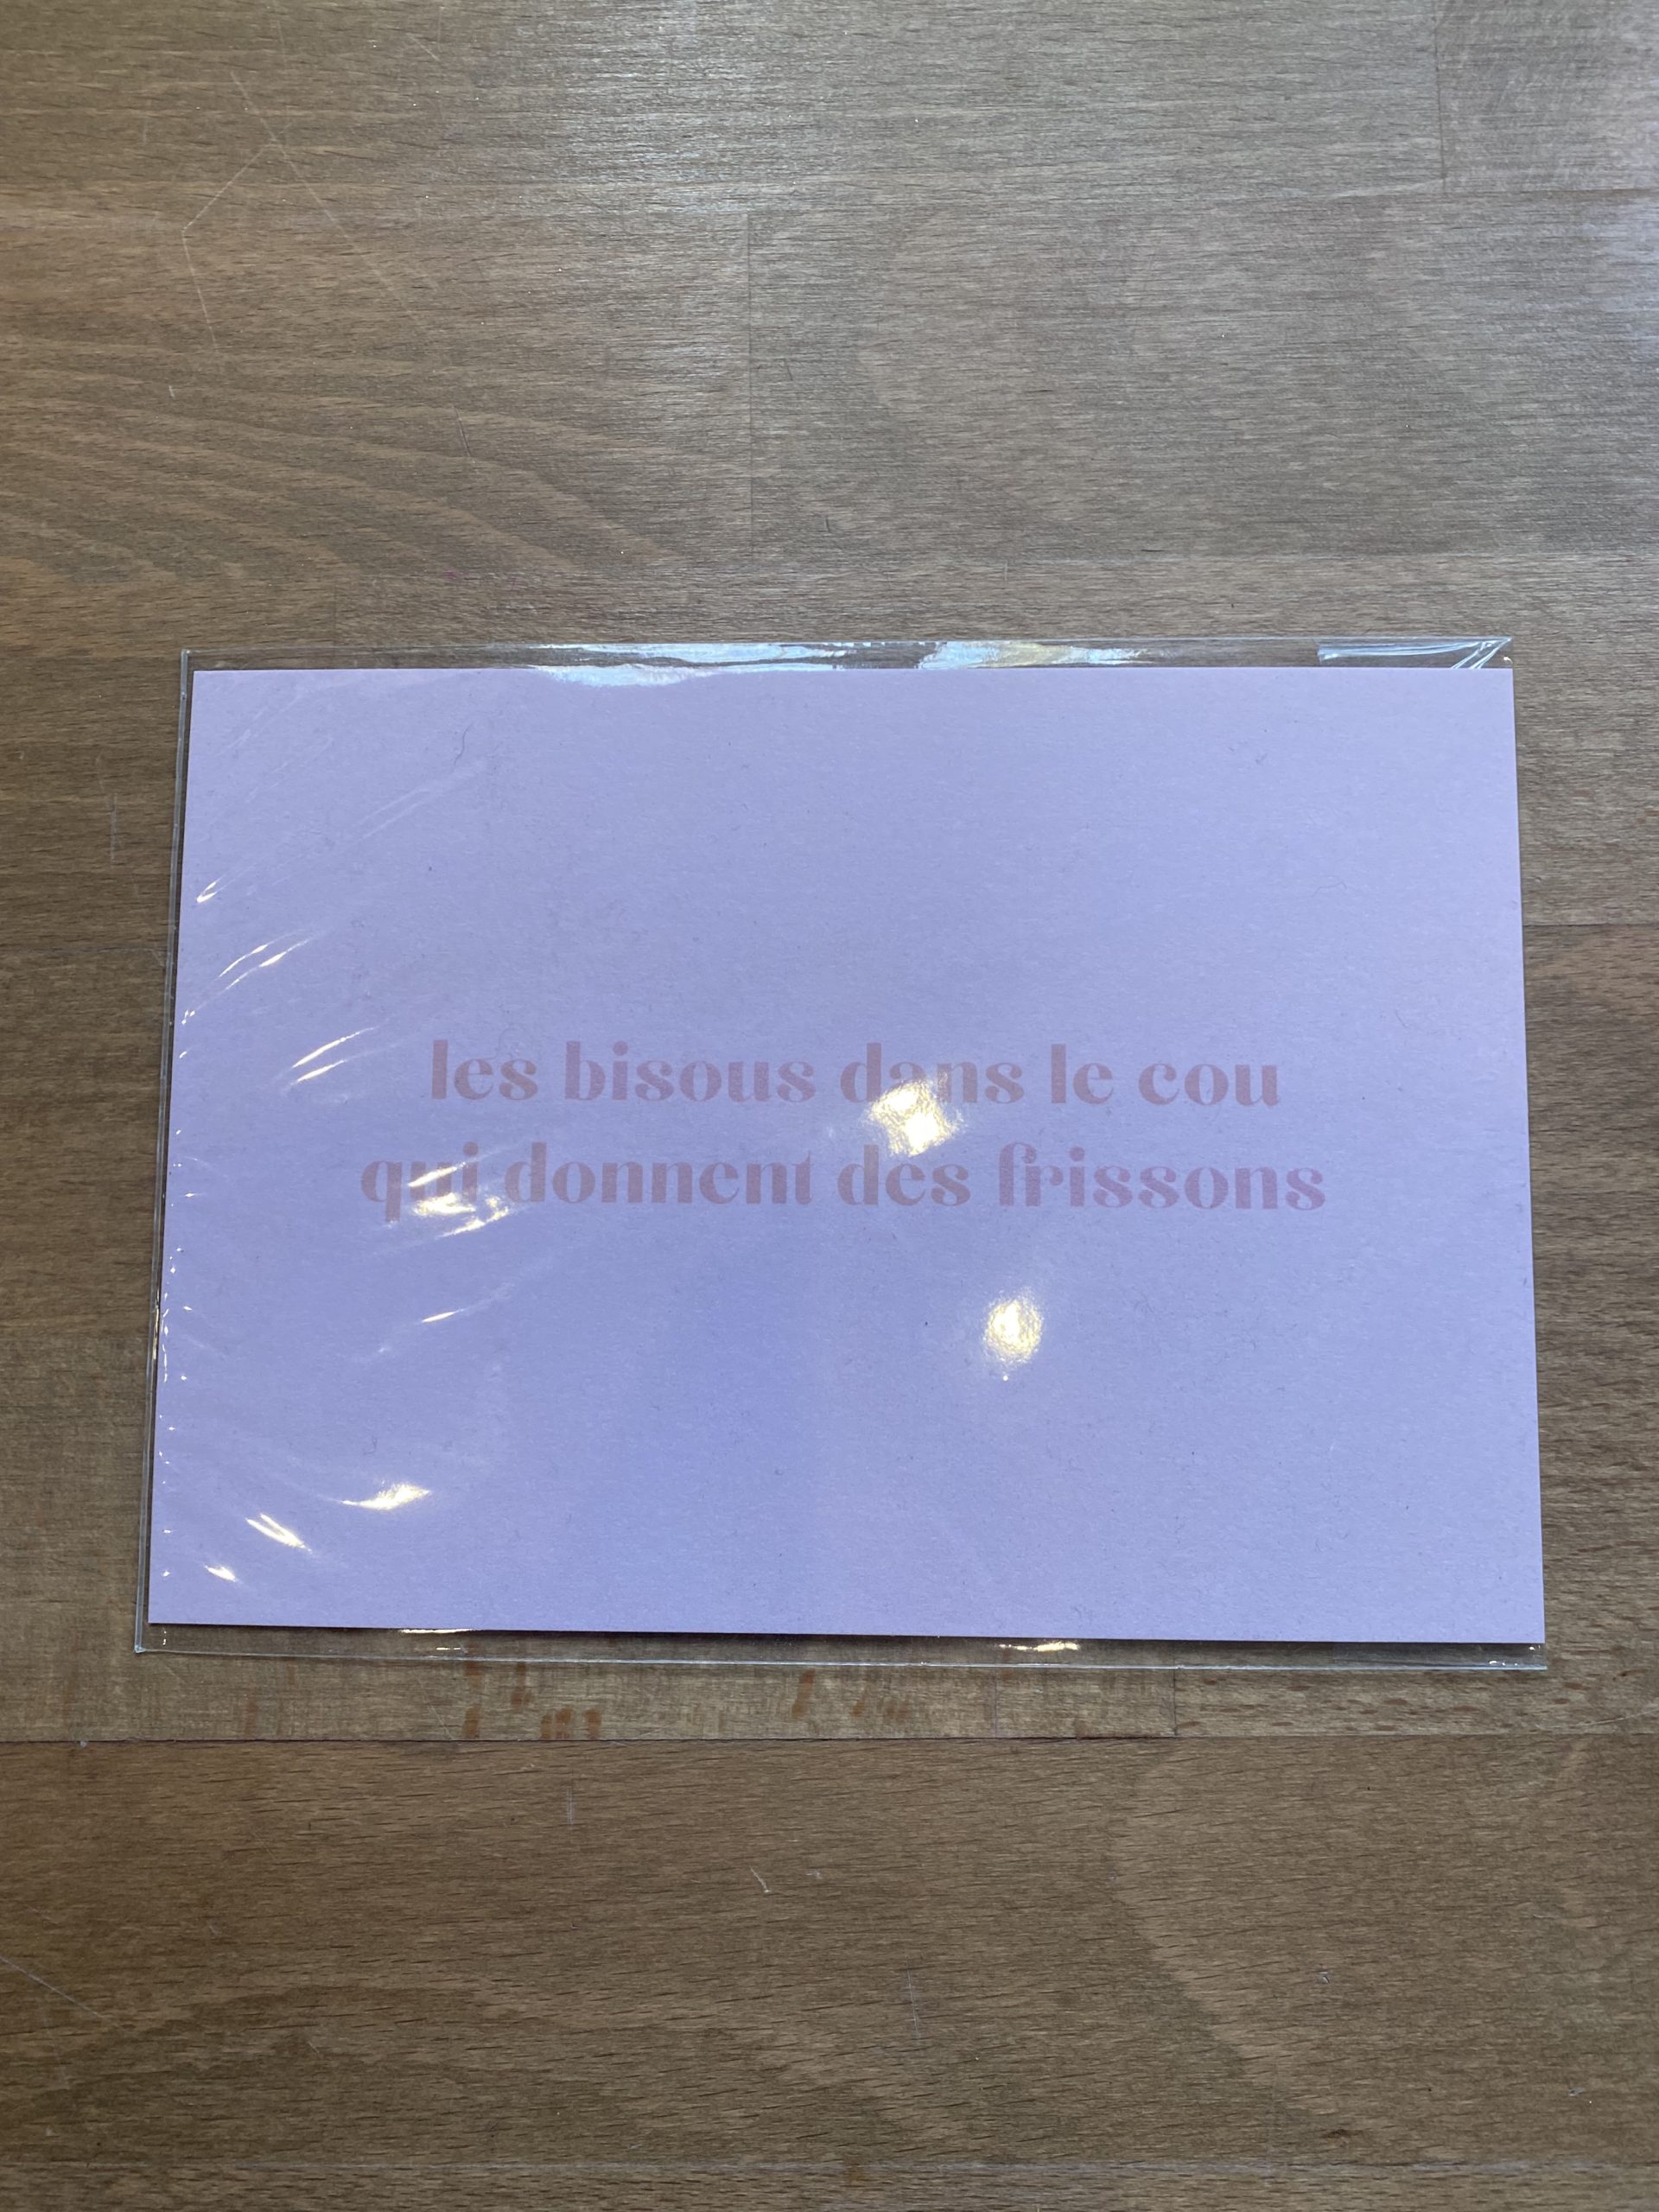 les bisous dans le cou
qui donnent des frissons